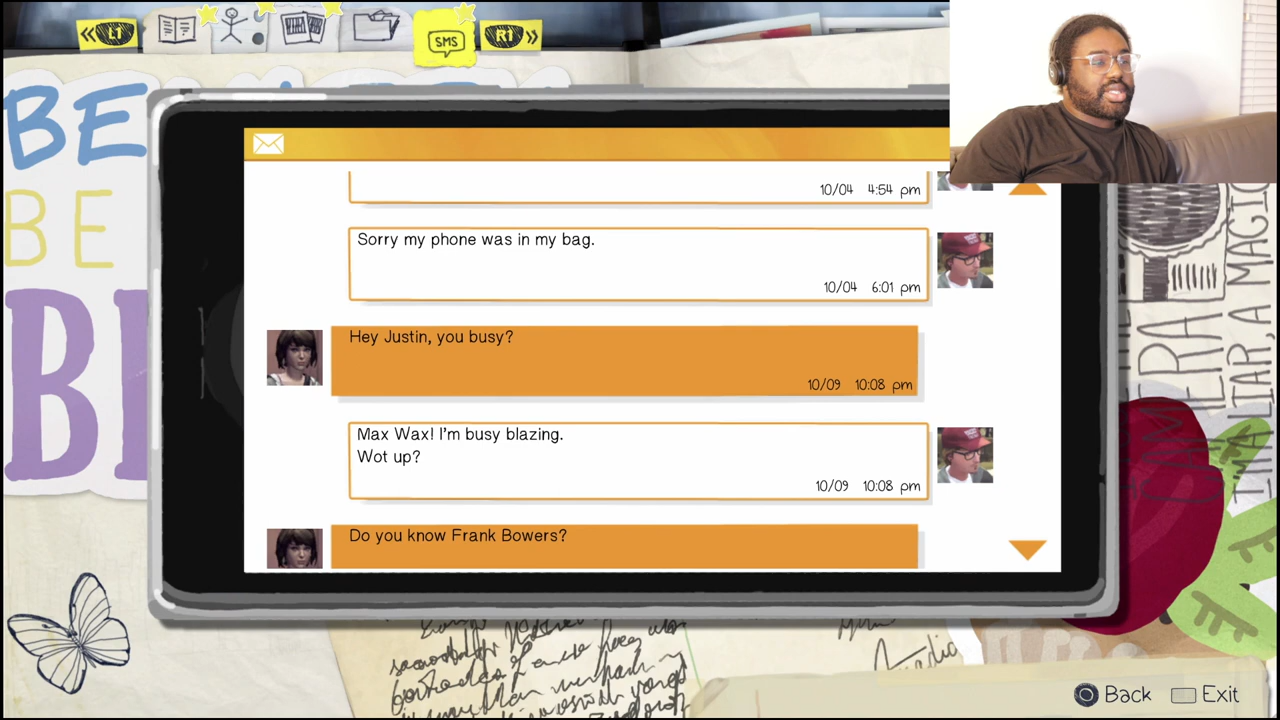 L1
SMS
R1
BE
BE
10/04 4:54 pm
Sorry my phone was in my bag.
10/04 6:01 pm
Hey Justin, you busy?
10/09 10:08 pm
Max Wax! I'm busy blazing.
Wot up?
10/09 10:08 pm
Do you know Frank Bowers?
Back
Exit